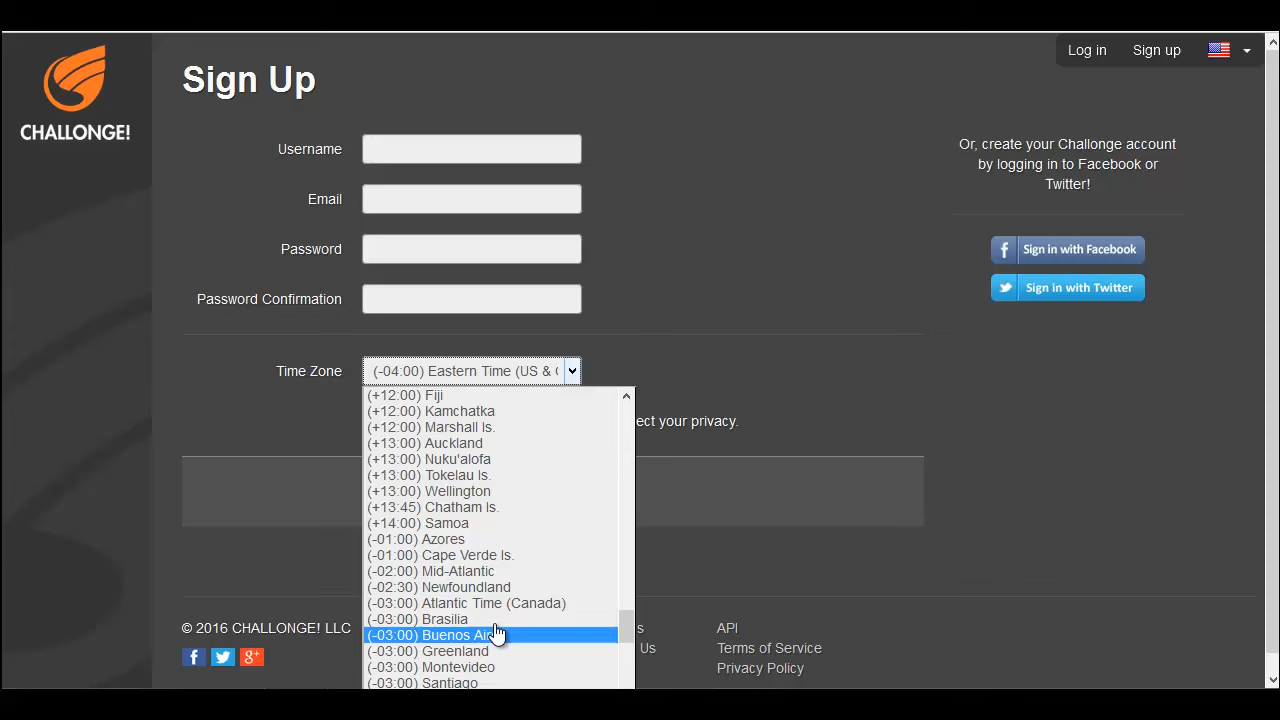 Log in
Sign up
CHALLONGE!
Sign Up
Username
Email
Password
Password Confirmation
Or, create your Challonge account
by logging in to Facebook or
Twitter!
Sign in with Facebook
Sign in with Twitter
Time Zone
(-04:00) Eastern Time (US &
(+12:00) Fiji
(+12:00) Kamchatka
(+12:00) Marshall Is.
(+13:00) Auckland
(+13:00) Nuku'alofa
(+13:00) Tokelau Is.
(+13:00) Wellington
(+13:45) Chatham Is.
(+14:00) Samoa
(-01:00) Azores
(-01:00) Cape Verde Is.
(-02:00) Mid-Atlantic
(-02:30) Newfoundland
(-03:00) Atlantic Time (Canada)
(-03:00) Brasilia
(-03:00) Buenos Ai
(-03:00) Greenland
(-03:00) Montevideo
(-03:00) Santiago
ect your privacy.
© 2016 CHALLONGE! LLC
s
Us
API
Terms of Service
Privacy Policy